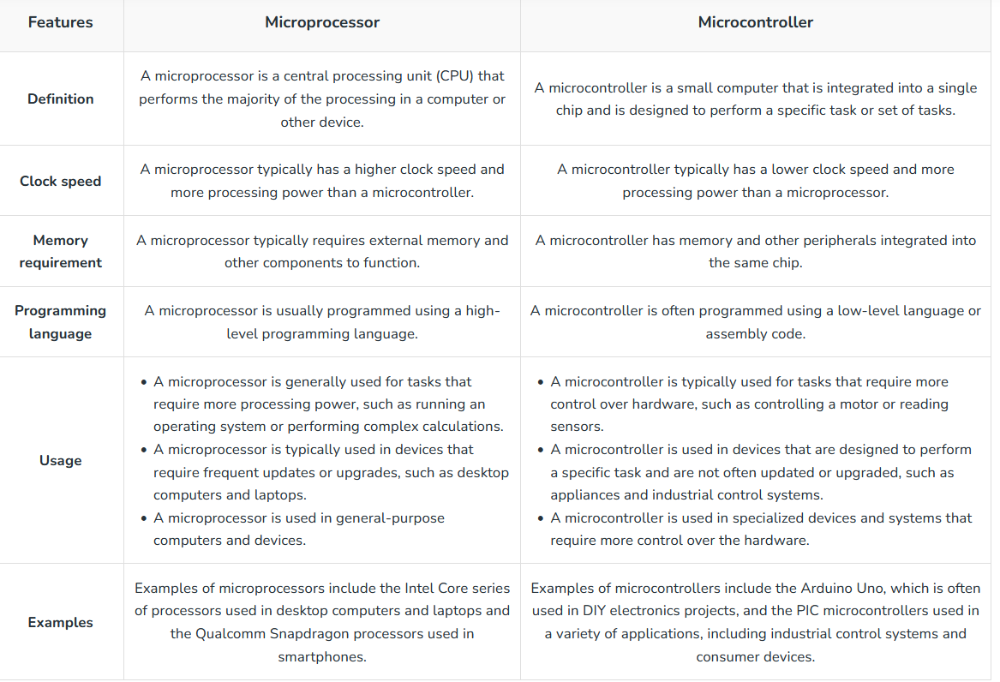 Features
Microprocessor
Microcontroller
Definition
A microprocessor is a central processing unit (CPU) that
performs the majority of the processing in a computer or
other device.
A microcontroller is a small computer that is integrated into a single
chip and is designed to perform a specific task or set of tasks.
Clock speed
A microprocessor typically has a higher clock speed and
more processing power than a microcontroller.
A microcontroller typically has a lower clock speed and more
processing power than a microprocessor.
Memory
requirement
A microprocessor typically requires external memory and
other components to function.
A microcontroller has memory and other peripherals integrated into
the same chip.
Programming
language
A microprocessor is usually programmed using a high-
level programming language.
A microcontroller is often programmed using a low-level language or
assembly code.
Usage
• A microprocessor is generally used for tasks that
require more processing power, such as running an
operating system or performing complex calculations.
• A microprocessor is typically used in devices that
require frequent updates or upgrades, such as desktop
computers and laptops.
• A microprocessor is used in general-purpose
computers and devices.
• A microcontroller is typically used for tasks that require more
control over hardware, such as controlling a motor or reading
sensors.
• A microcontroller is used in devices that are designed to perform
a specific task and are not often updated or upgraded, such as
appliances and industrial control systems.
• A microcontroller is used in specialized devices and systems that
require more control over the hardware.
Examples
Examples of microprocessors include the Intel Core series
of processors used in desktop computers and laptops and
the Qualcomm Snapdragon processors used in
smartphones.
Examples of microcontrollers include the Arduino Uno, which is often
used in DIY electronics projects, and the PIC microcontrollers used in
a variety of applications, including industrial control systems and
consumer devices.